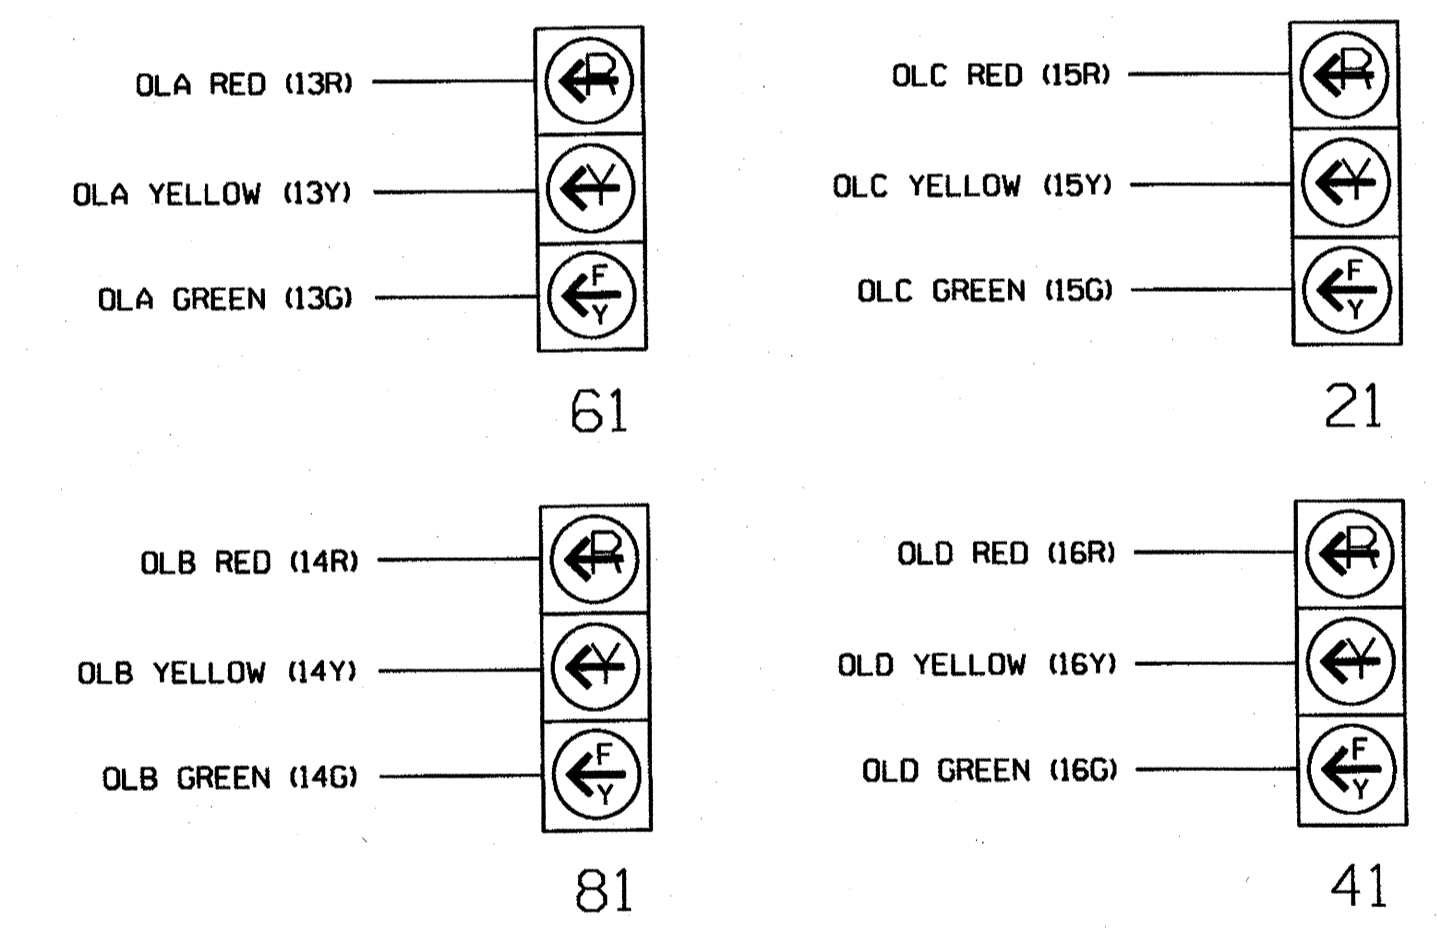 OLA RED (13R)
R
OLA YELLOW (13Y)
Y
OLA GREEN (13G)
F
Y
61
OLC RED (15R)
R
OLC YELLOW (15Y)
Y
OLC GREEN (15G)
F
Y
21
OLB RED (14R)
R
OLB YELLOW (14Y)
Y
OLB GREEN (14G)
F
Y
81
OLD RED (16R)
R
OLD YELLOW (16Y)
Y
OLD GREEN (16G)
F
Y
41